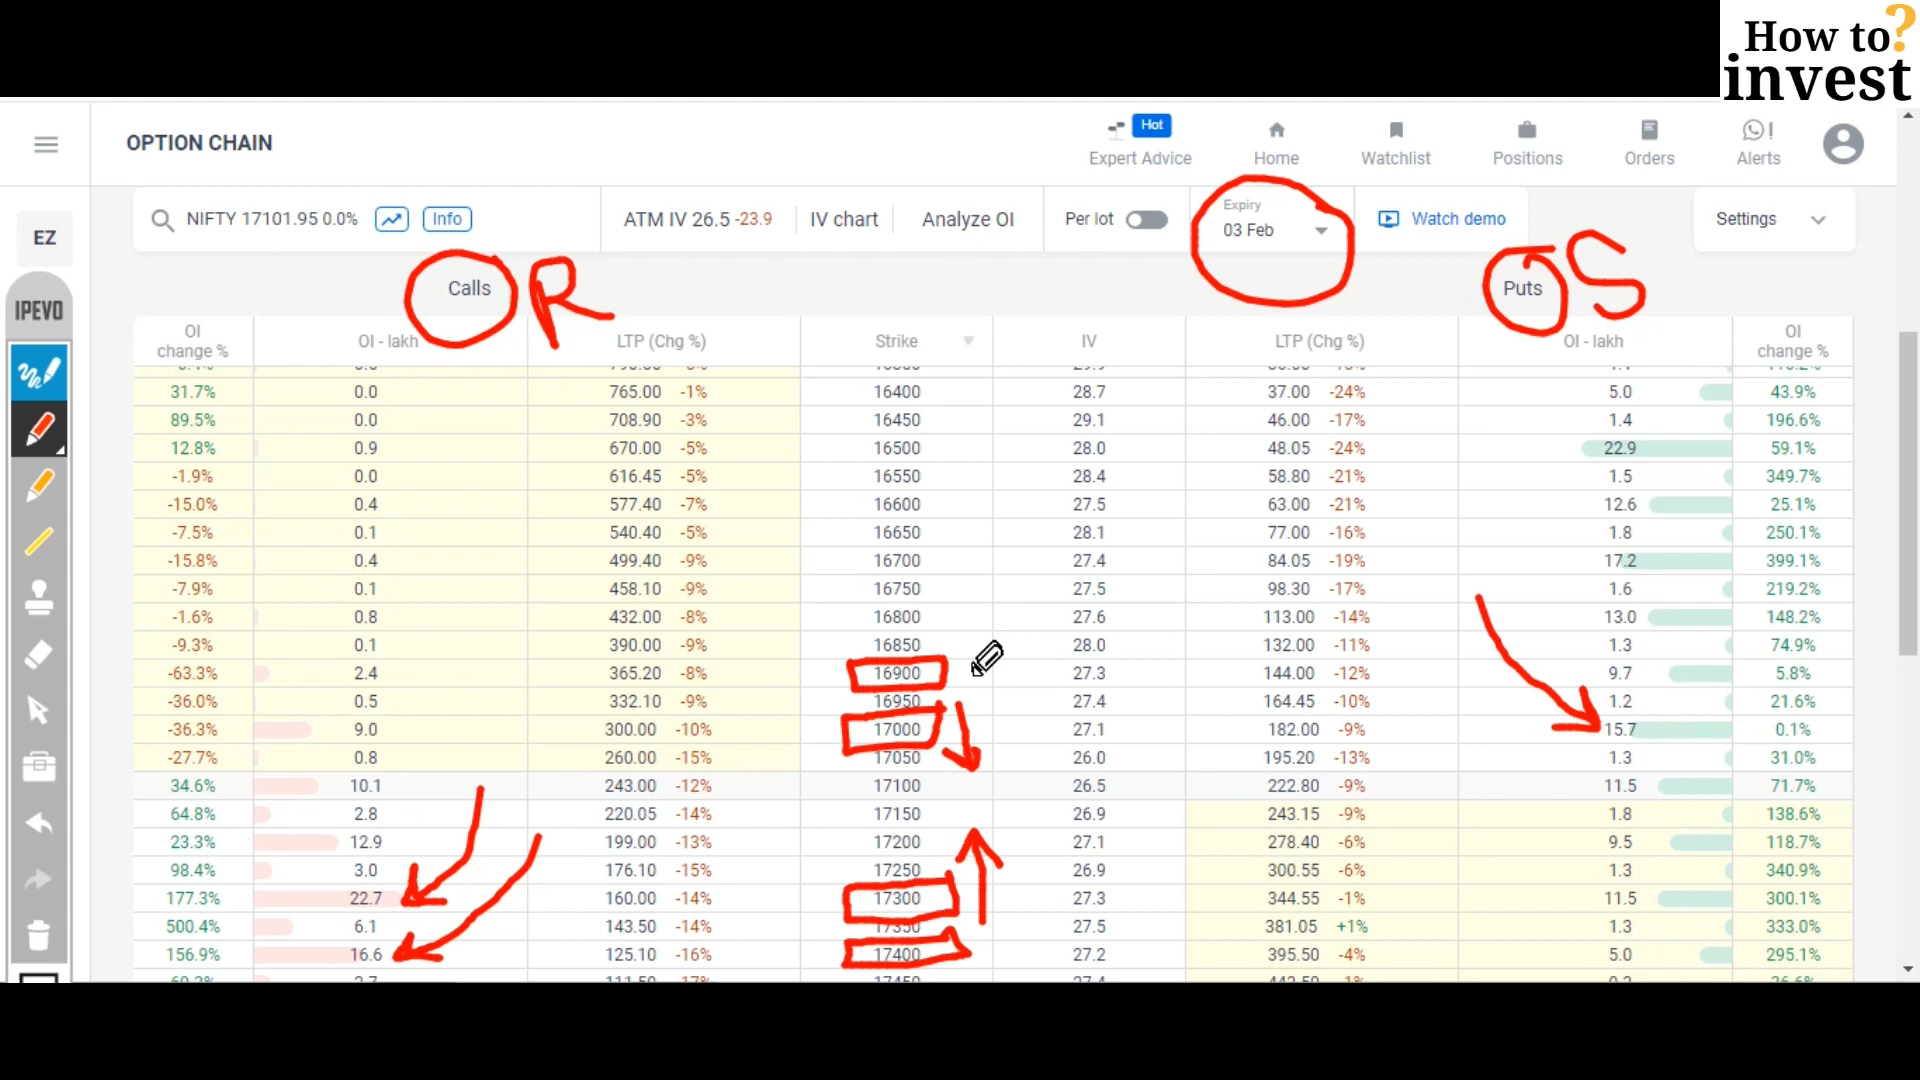 How to?
invest
OPTION CHAIN
Hot
Expert Advice
Home
Watchlist
Positions
Orders
Alerts
EZ
NIFTY 17101.95 0.0%
Info
ATM IV 26.5 -23.9
IV chart
Analyze OI
Per lot
Expiry
03 Feb
Watch demo
Settings
IPEVO
Calls R
Puts S
OI change % OI - lakh LTP (Chg %) Strike IV LTP (Chg %) OI - lakh OI change %
31.7% 0.0 765.00 -1% 16400 28.7 37.00 -24% 5.0 43.9%
89.5% 0.0 708.90 -3% 16450 29.1 46.00 -17% 1.4 196.6%
12.8% 0.9 670.00 -5% 16500 28.0 48.05 -24% 22.9 59.1%
-1.9% 0.0 616.45 -5% 16550 28.4 58.80 -21% 1.5 349.7%
-15.0% 0.4 577.40 -7% 16600 27.5 63.00 -21% 12.6 25.1%
-7.5% 0.1 540.40 -5% 16650 28.1 77.00 -16% 1.8 250.1%
-15.8% 0.4 499.40 -9% 16700 27.4 84.05 -19% 17.2 399.1%
-7.9% 0.1 458.10 -9% 16750 27.5 98.30 -17% 1.6 219.2%
-1.6% 0.8 432.00 -8% 16800 27.6 113.00 -14% 13.0 148.2%
-9.3% 0.1 390.00 -9% 16850 28.0 132.00 -11% 1.3 74.9%
-63.3% 2.4 365.20 -8% 16900 27.3 144.00 -12% 9.7 5.8%
-36.0% 0.5 332.10 -9% 16950 27.4 164.45 -10% 1.2 21.6%
-36.3% 9.0 300.00 -10% 17000 27.1 182.00 -9% 15.7 0.1%
-27.7% 0.8 260.00 -15% 17050 26.0 195.20 -13% 1.3 31.0%
34.6% 10.1 243.00 -12% 17100 26.5 222.80 -9% 11.5 71.7%
64.8% 2.8 220.05 -14% 17150 26.9 243.15 -9% 1.8 138.6%
23.3% 12.9 199.00 -13% 17200 27.1 278.40 -6% 9.5 118.7%
98.4% 3.0 176.10 -15% 17250 26.9 300.55 -6% 1.3 340.9%
177.3% 22.7 160.00 -14% 17300 27.3 344.55 -1% 11.5 300.1%
500.4% 6.1 143.50 -14% 17350 27.5 381.05 +1% 1.3 333.0%
156.9% 16.6 125.10 -16% 17400 27.2 395.50 -4% 5.0 295.1%